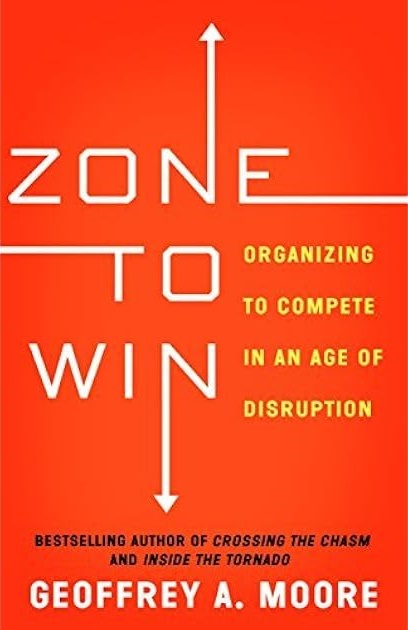 ZONE
TO
WIN
ORGANIZING
TO COMPETE
IN AN AGE OF
DISRUPTION
BESTSELLING AUTHOR OF CROSSING THE CHASM
AND INSIDE THE TORNADO
GEOFFREY A. MOORE